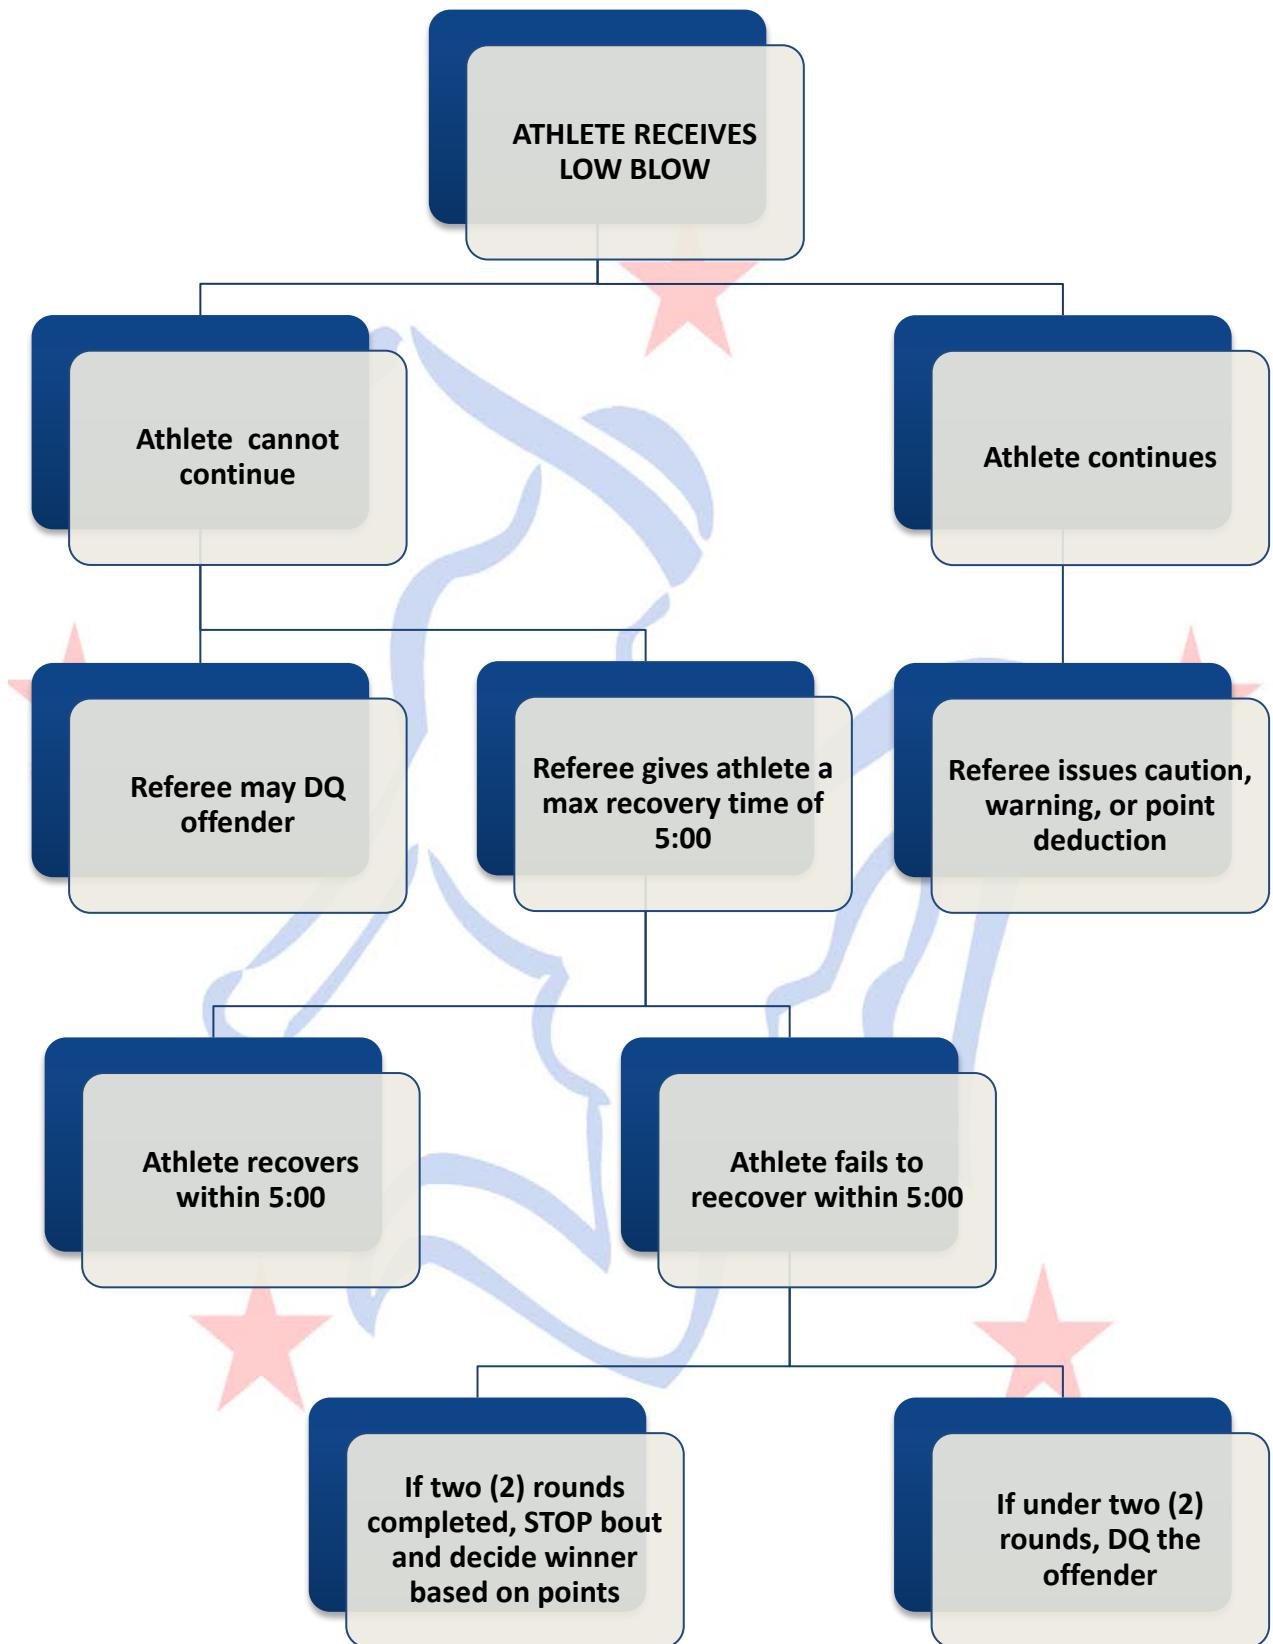 ATHLETE RECEIVES
LOW BLOW
Athlete cannot
continue
Athlete continues
Referee may DQ
offender
Referee gives athlete a
max recovery time of
5:00
Referee issues caution,
warning, or point
deduction
Athlete recovers
within 5:00
Athlete fails to
reecover within 5:00
If two (2) rounds
completed, STOP bout
and decide winner
based on points
If under two (2)
rounds, DQ the
offender